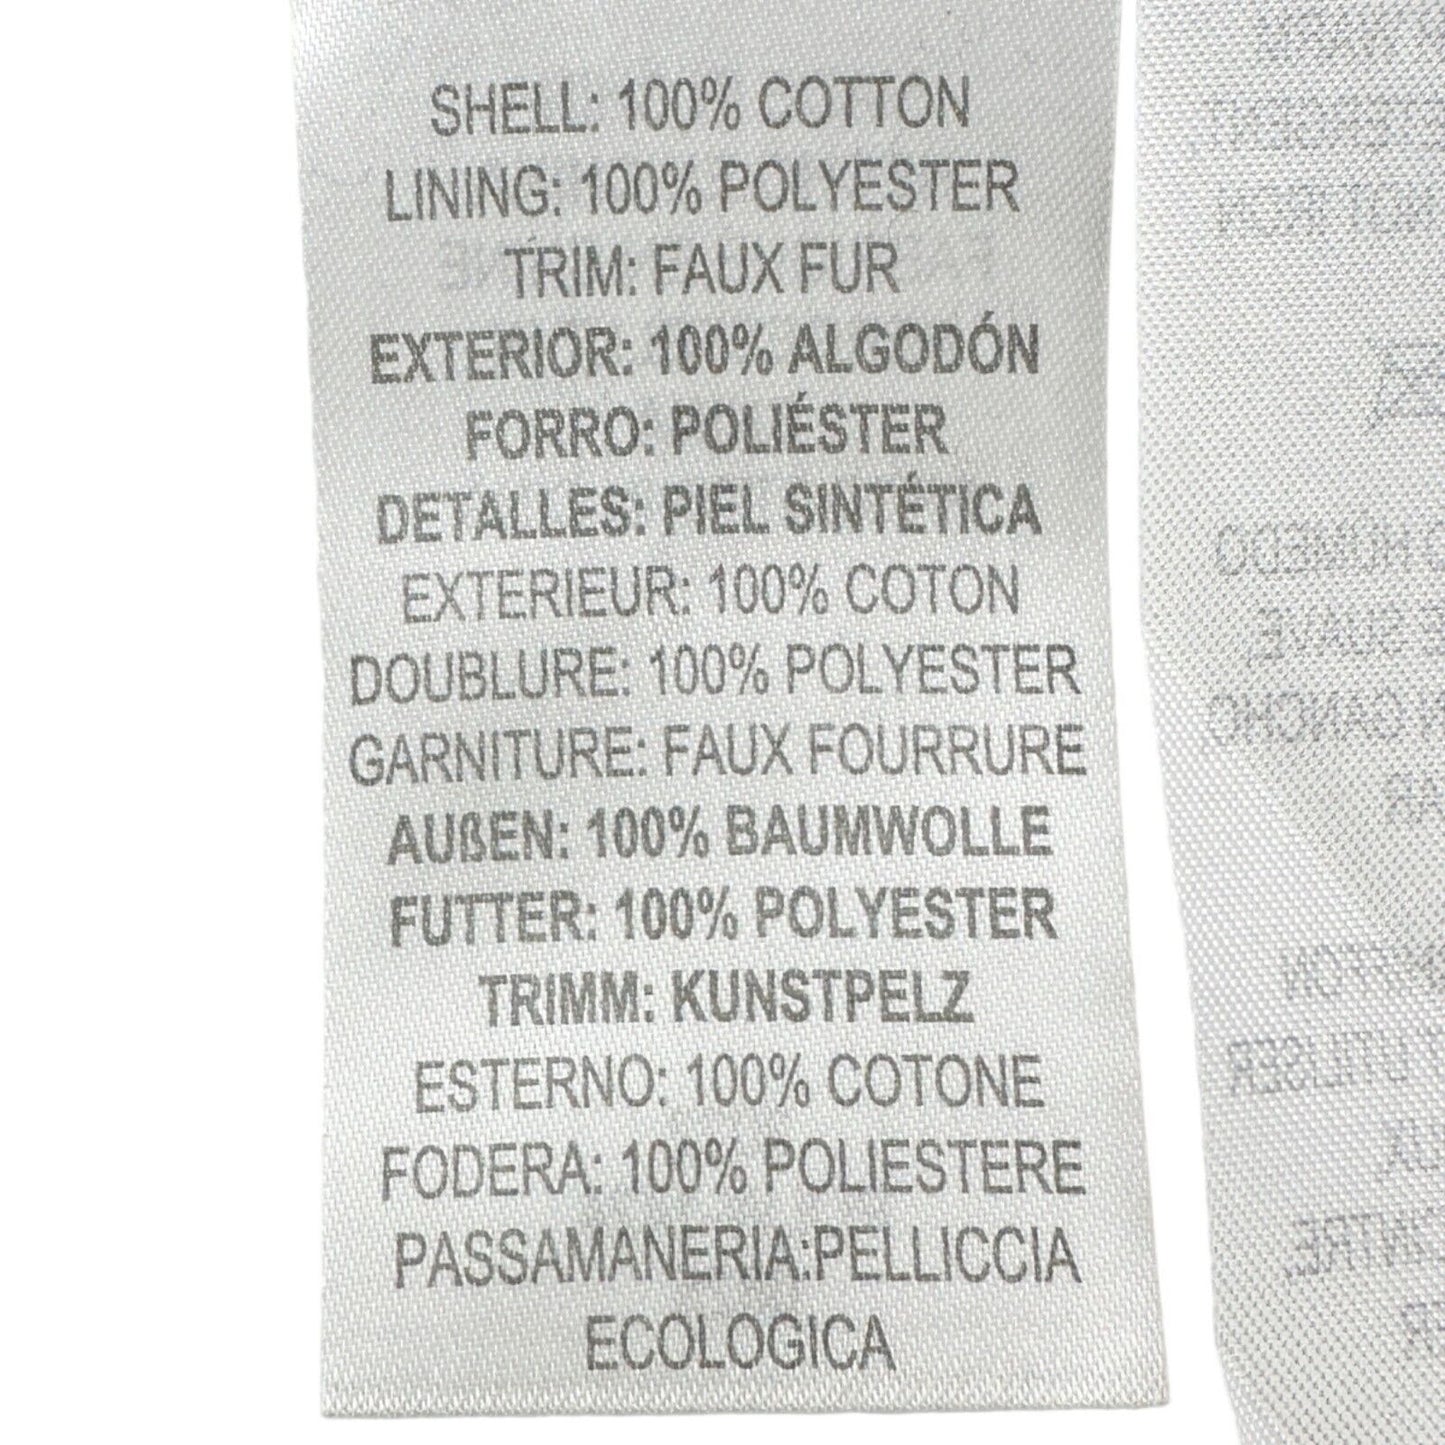 SHELL: 100% COTTON
LINING: 100% POLYESTER
TRIM: FAUX FUR
EXTERIOR: 100% ALGODÓN
FORRO: POLIÉSTER
DETALLES: PIEL SINTÉTICA
EXTERIEUR: 100% COTON
DOUBLURE: 100% POLYESTER
GARNITURE: FAUX FOURRURE
AUßEN: 100% BAUMWOLLE
FUTTER: 100% POLYESTER
TRIMM: KUNSTPELZ
ESTERNO: 100% COTONE
FODERA: 100% POLIESTERE
PASSAMANERIA:PELLICCIA
ECOLOGICA